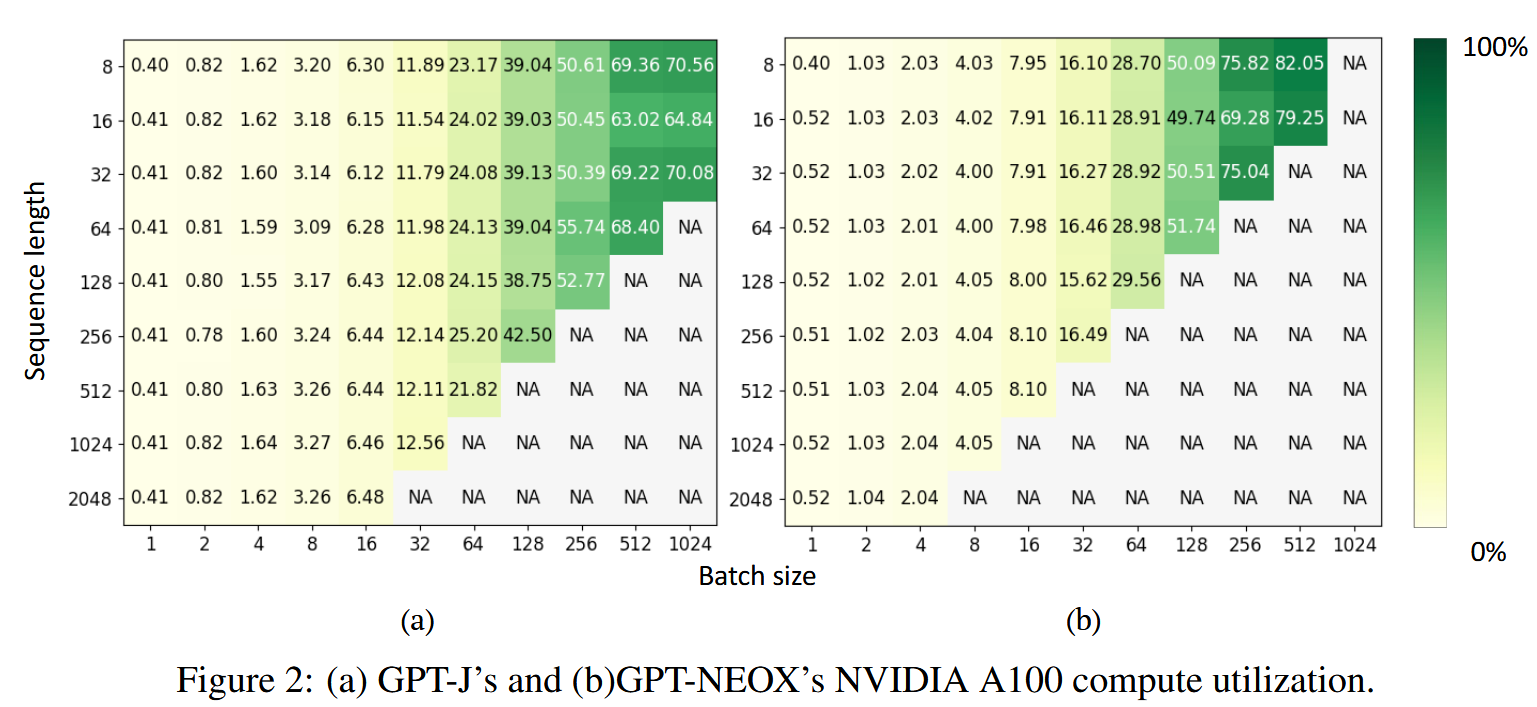 8 0.40 0.82 1.62 3.20 6.30 11.89 23.17 39.04 50.61 69.36 70.56
16 0.41 0.82 1.62 3.18 6.15 11.54 24.02 39.03 50.45 63.02 64.84
32 0.41 0.82 1.60 3.14 6.12 11.79 24.08 39.13 50.39 69.22 70.08
64 0.41 0.81 1.59 3.09 6.28 11.98 24.13 39.04 55.74 68.40 NA
128 0.41 0.80 1.55 3.17 6.43 12.08 24.15 38.75 52.77 NA NA
256 0.41 0.78 1.60 3.24 6.44 12.14 25.20 42.50 NA NA NA
512 0.41 0.80 1.63 3.26 6.44 12.11 21.82 NA NA NA NA
1024 0.41 0.82 1.64 3.27 6.46 12.56 NA NA NA NA NA
2048 0.41 0.82 1.62 3.26 6.48 NA NA NA NA NA NA
1 2 4 8 16 32 64 128 256 512 1024
Sequence length
8 0.40 1.03 2.03 4.03 7.95 16.10 28.70 50.09 75.82 82.05 NA
16 0.52 1.03 2.03 4.02 7.91 16.11 28.91 49.74 69.28 79.25 NA
32 0.52 1.03 2.02 4.00 7.91 16.27 28.92 50.51 75.04 NA NA
64 0.52 1.03 2.01 4.00 7.98 16.46 28.98 51.74 NA NA NA
128 0.52 1.02 2.01 4.05 8.00 15.62 29.56 NA NA NA NA
256 0.51 1.02 2.03 4.04 8.10 16.49 NA NA NA NA NA
512 0.51 1.03 2.04 4.05 8.10 NA NA NA NA NA NA
1024 0.52 1.03 2.04 4.05 NA NA NA NA NA NA NA
2048 0.52 1.04 2.04 NA NA NA NA NA NA NA NA
1 2 4 8 16 32 64 128 256 512 1024
100%
0%
Batch size
(a)
(b)
Figure 2: (a) GPT-J's and (b)GPT-NEOX's NVIDIA A100 compute utilization.